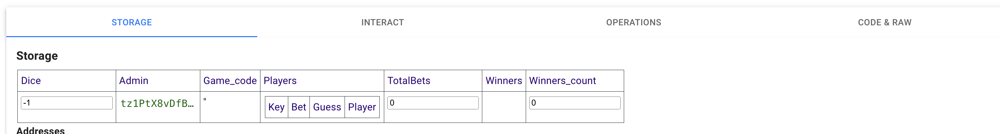 STORAGE INTERACT OPERATIONS CODE & RAW
Storage
Dice Admin Game_code Players TotalBets Winners Winners_count
-1 tz1PtX8vDfB… " Key Bet Guess Player 0 0
Addresses